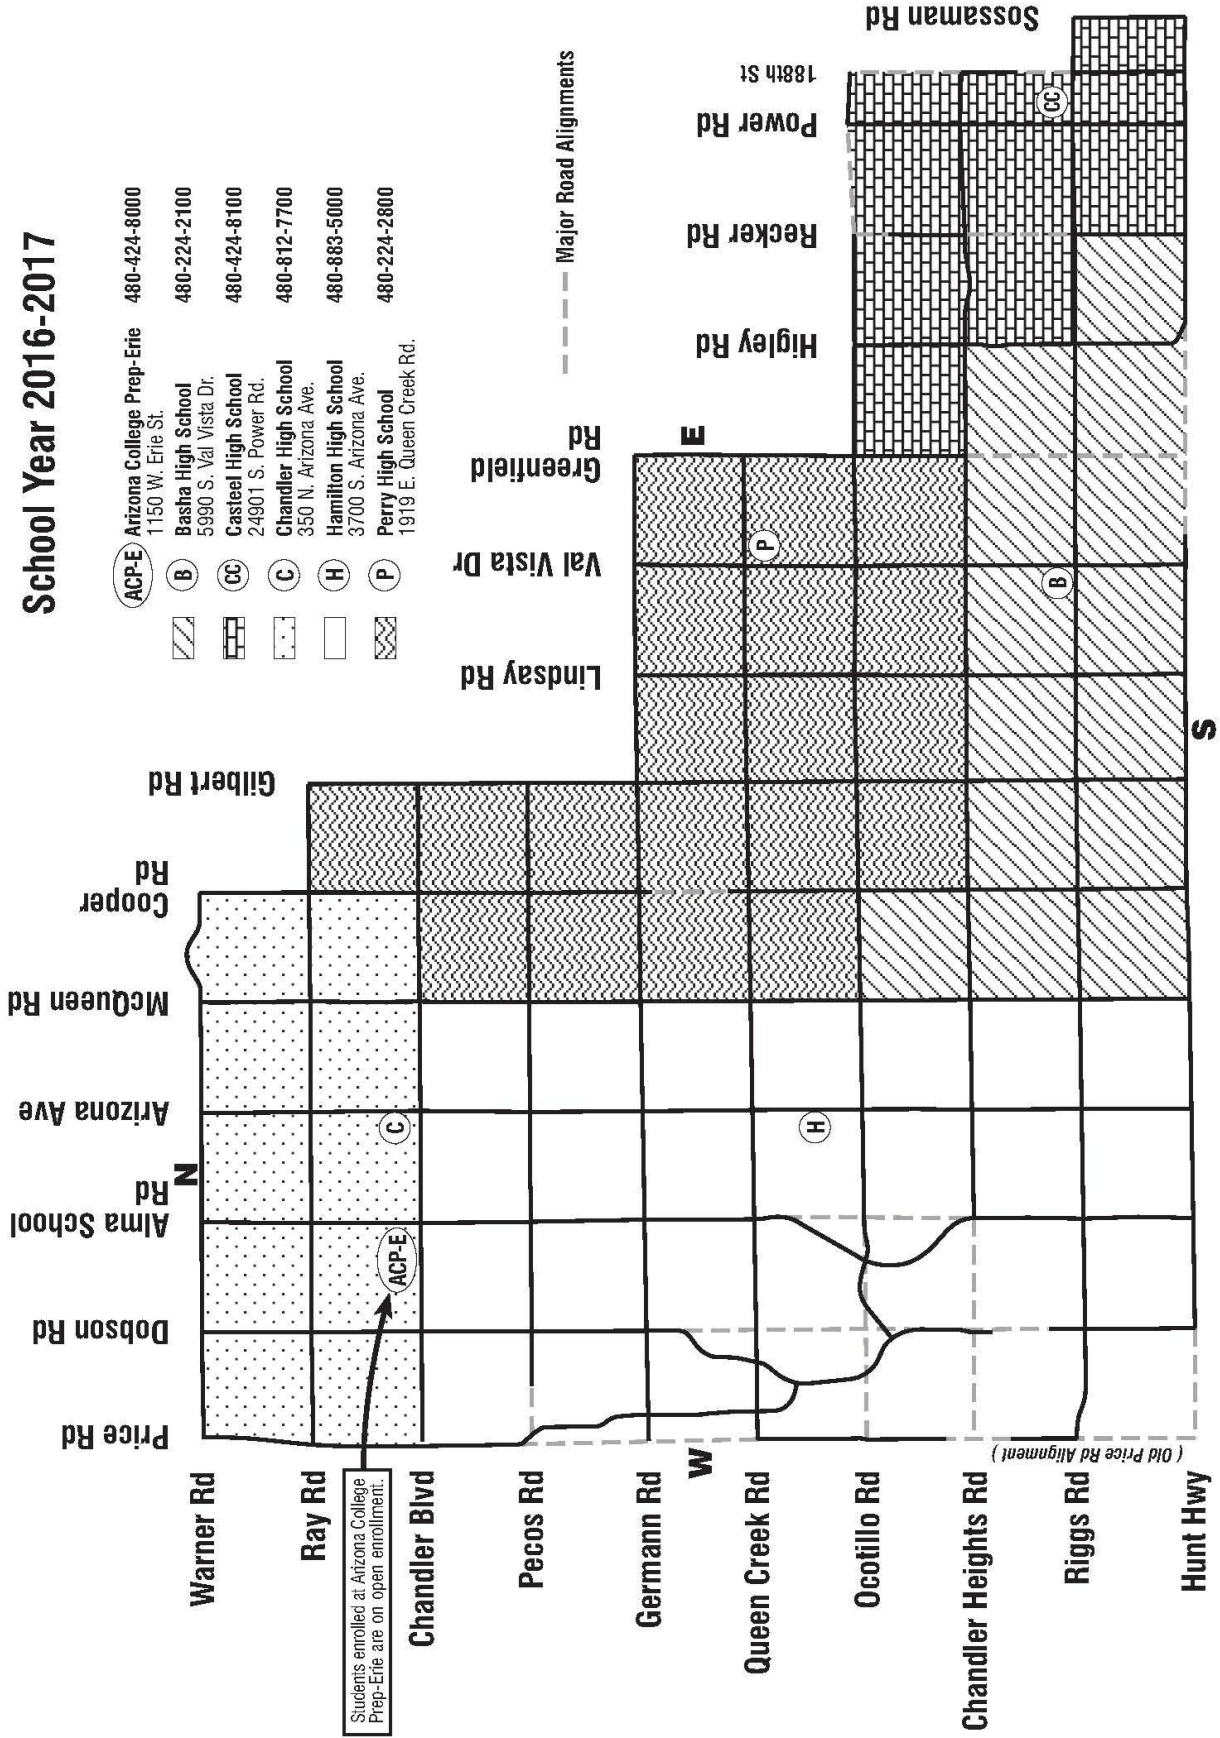 School Year 2016-2017
ACP-E Arizona College Prep-Erie 480-424-8000
1150 W. Erie St.
B Basha High School 480-224-2100
5990 S. Val Vista Dr.
CC Casteel High School 480-424-8100
24901 S. Power Rd.
C Chandler High School 480-812-7700
350 N. Arizona Ave.
H Hamilton High School 480-883-5000
3700 S. Arizona Ave.
P Perry High School 480-224-2800
1919 E. Queen Creek Rd.
Major Road Alignments
Price Rd
Dobson Rd
Alma School
Rd
Arizona Ave
McQueen Rd
Cooper
Rd
Gilbert Rd
Lindsay Rd
Val Vista Dr
Greenfield
Rd
Higley Rd
Recker Rd
Power Rd
188th St
Sossaman Rd
N
E
W
S
Warner Rd
Ray Rd
Chandler Blvd
Pecos Rd
Germann Rd
Queen Creek Rd
Ocotillo Rd
Chandler Heights Rd
Riggs Rd
Hunt Hwy
( Old Price Rd Alignment )
Students enrolled at Arizona College
Prep-Erie are on open enrollment.
ACP-E
C
H
P
B
CC